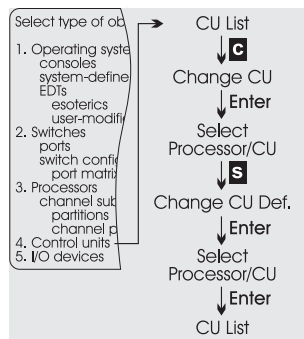 Select type of ob
1. Operating syste
consoles
system-define
EDTs
esoterics
user-modifi
2. Switches
ports
switch config
port matri
3. Processors
channel sub
partitions
channel p
4. Control units
5. I/O devices
CU List
C
Change CU
Enter
Select
Processor/CU
S
Change CU Def.
Enter
Select
Processor/CU
Enter
CU List